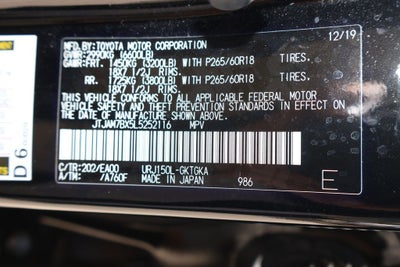 12/19
MFD. BY:TOYOTA MOTOR CORPORATION
GVWR:2990KG (6600LB)
GAWR:FRT. 1450KG (3200LB) WITH P265/60R18 TIRES,
18X7 1/2J RIMS,
RR. 1725KG (3800LB) WITH P265/60R18 TIRES,
18X7 1/2J RIMS.
THIS VEHICLE CONFORMS TO ALL APPLICABLE FEDERAL MOTOR
VEHICLE SAFETY AND THEFT PREVENTION STANDARDS IN EFFECT ON
THE DATE OF MANUFACTURE SHOWN ABOVE.
JTJAM7BX5L5252116 MPV
C/TR:202/EA00 URJ150L-GKTGKA
A/TM: /A760F MADE IN JAPAN 986 E
D6